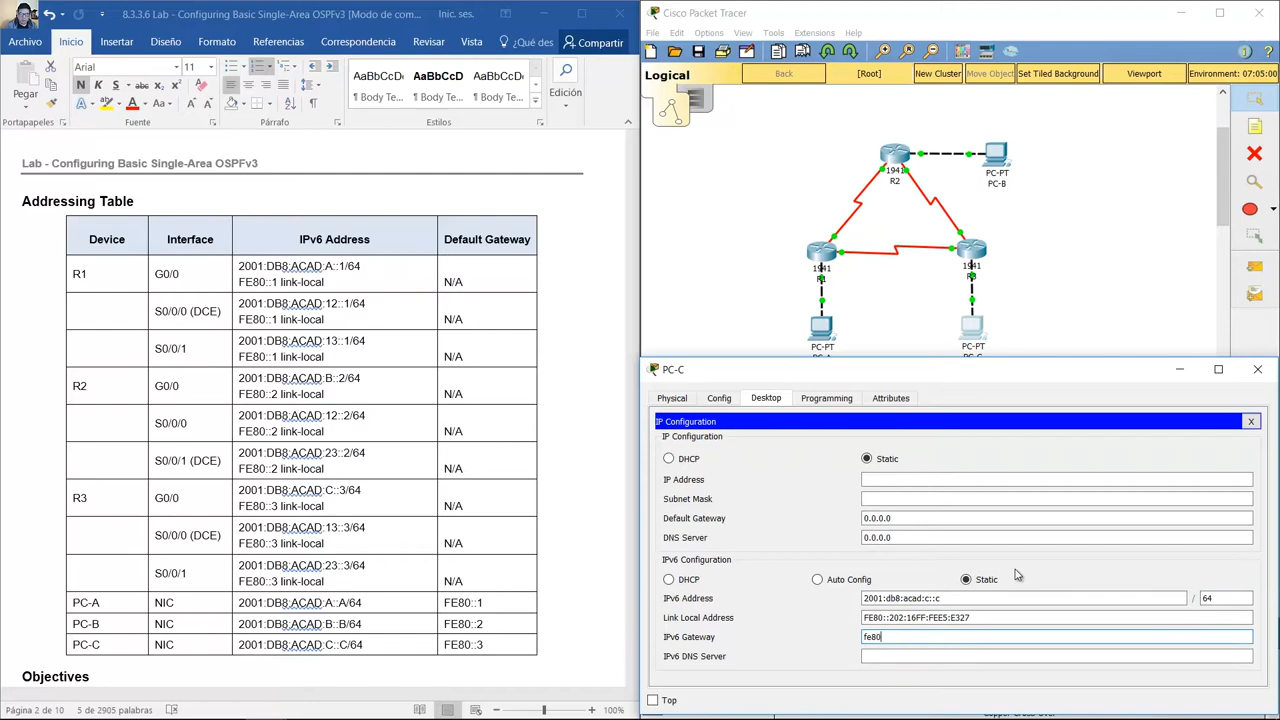 8.3.3.6 Lab - Configuring Basic Single-Area OSPFv3 [Modo de com...
Inic. ses.
Archivo Inicio Insertar Diseño Formato Referencias Correspondencia Revisar Vista ¿Qué des Compartir
Pegar
Arial 11
N K S abc x₂ x²
AaBbCcD AaBbCcD AaBbCcD
¶ Body Te... ¶ Body Te... ¶ Body Te...
Edición
Portapapeles Fuente Párrafo Estilos
Lab - Configuring Basic Single-Area OSPFv3
Addressing Table
Device Interface IPv6 Address Default Gateway
R1 G0/0 2001:DB8:ACAD:A::1/64
FE80::1 link-local N/A
S0/0/0 (DCE) 2001:DB8:ACAD:12::1/64
FE80::1 link-local N/A
S0/0/1 2001:DB8:ACAD:13::1/64
FE80::1 link-local N/A
R2 G0/0 2001:DB8:ACAD:B::2/64
FE80::2 link-local N/A
S0/0/0 2001:DB8:ACAD:12::2/64
FE80::2 link-local N/A
S0/0/1 (DCE) 2001:DB8:ACAD:23::2/64
FE80::2 link-local N/A
R3 G0/0 2001:DB8:ACAD:C::3/64
FE80::3 link-local N/A
S0/0/0 (DCE) 2001:DB8:ACAD:13::3/64
FE80::3 link-local N/A
S0/0/1 2001:DB8:ACAD:23::3/64
FE80::3 link-local N/A
PC-A NIC 2001:DB8:ACAD:A::A/64 FE80::1
PC-B NIC 2001:DB8:ACAD:B::B/64 FE80::2
PC-C NIC 2001:DB8:ACAD:C::C/64 FE80::3
Objectives
Página 2 de 10 5 de 2905 palabras 100%
Cisco Packet Tracer
File Edit Options View Tools Extensions Help
Logical Back [Root] New Cluster Move Object Set Tiled Background Viewport Environment: 07:05:00
1941
R2
PC-PT
PC-B
1941
R1
1941
R3
PC-PT
PC-A
PC-PT
PC-C
PC-C
Physical Config Desktop Programming Attributes
IP Configuration X
IP Configuration
DHCP Static
IP Address
Subnet Mask
Default Gateway 0.0.0.0
DNS Server 0.0.0.0
IPv6 Configuration
DHCP Auto Config Static
IPv6 Address 2001:db8:acad:c::c / 64
Link Local Address FE80::202:16FF:FEE5:E327
IPv6 Gateway fe80
IPv6 DNS Server
Top
Copper Cross-Over